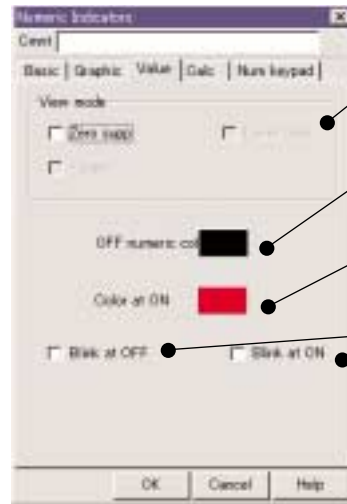 Numeric Indicators
Cmnt
Basic Graphic Value Calc Num keypad
View mode
Zero supp
OFF numeric col
Color at ON
Blink at OFF Blink at ON
OK Cancel Help